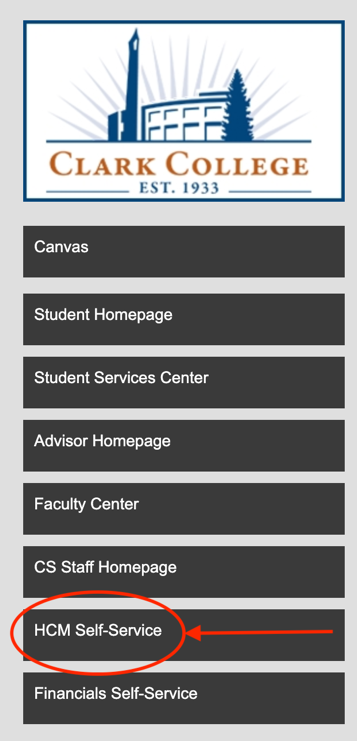 CLARK COLLEGE
EST. 1933
Canvas
Student Homepage
Student Services Center
Advisor Homepage
Faculty Center
CS Staff Homepage
HCM Self-Service
Financials Self-Service